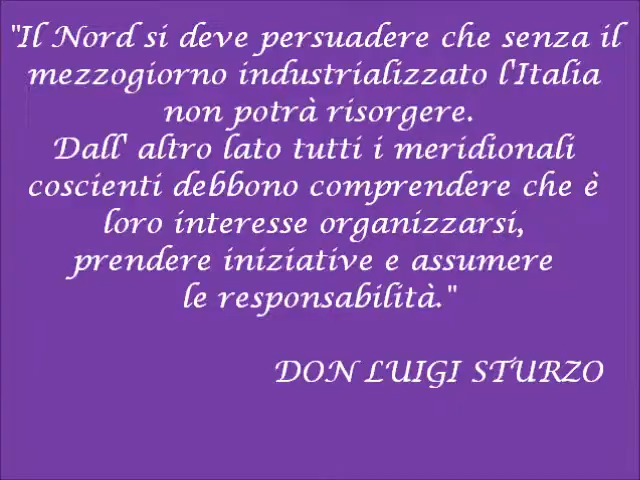 "Il Nord si deve persuadere che senza il
mezzogiorno industrializzato l'Italia
non potrà risorgere.
Dall' altro lato tutti i meridionali
coscienti debbono comprendere che è
loro interesse organizzarsi,
prendere iniziative e assumere
le responsabilità."
DON LUIGI STURZO